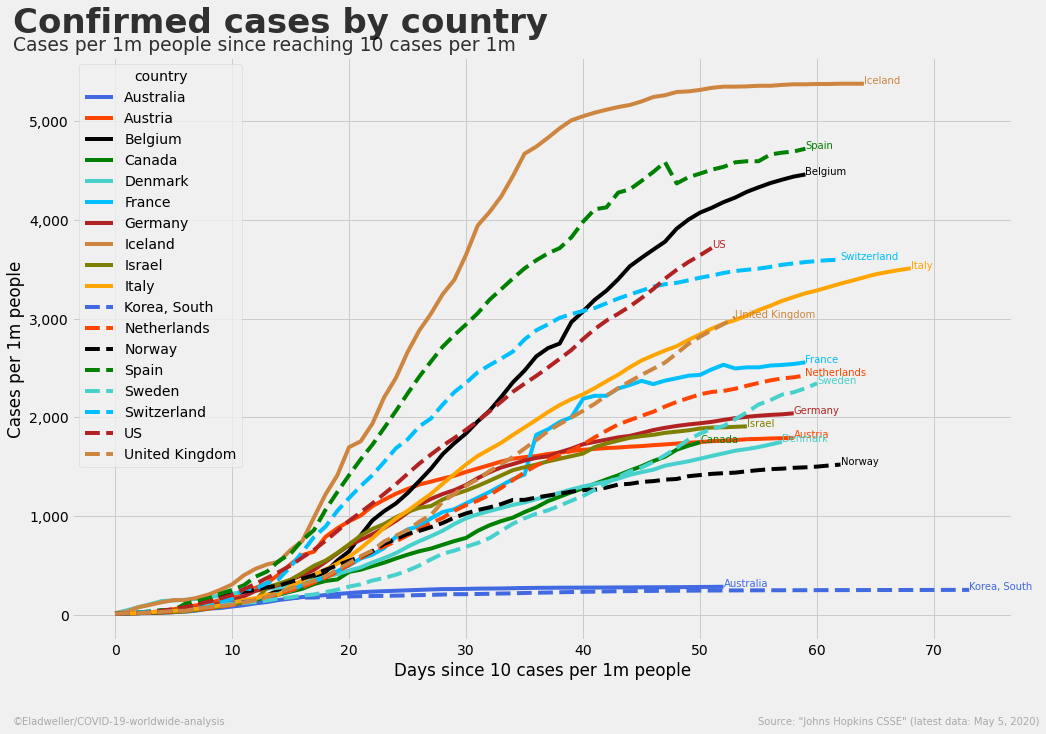 Confirmed cases by country
Cases per 1m people since reaching 10 cases per 1m
country
Australia
Austria
Belgium
Canada
Denmark
France
Germany
Iceland
Israel
Italy
Korea, South
Netherlands
Norway
Spain
Sweden
Switzerland
US
United Kingdom
Cases per 1m people
5,000
4,000
3,000
2,000
1,000
0
Iceland
Spain
Belgium
US
Switzerland
Italy
United Kingdom
France
Netherlands
Sweden
Germany
Israel
Austria
Denmark
Canada
Norway
Australia
Korea, South
0 10 20 30 40 50 60 70
Days since 10 cases per 1m people
©Eladweller/COVID-19-worldwide-analysis
Source: "Johns Hopkins CSSE" (latest data: May 5, 2020)